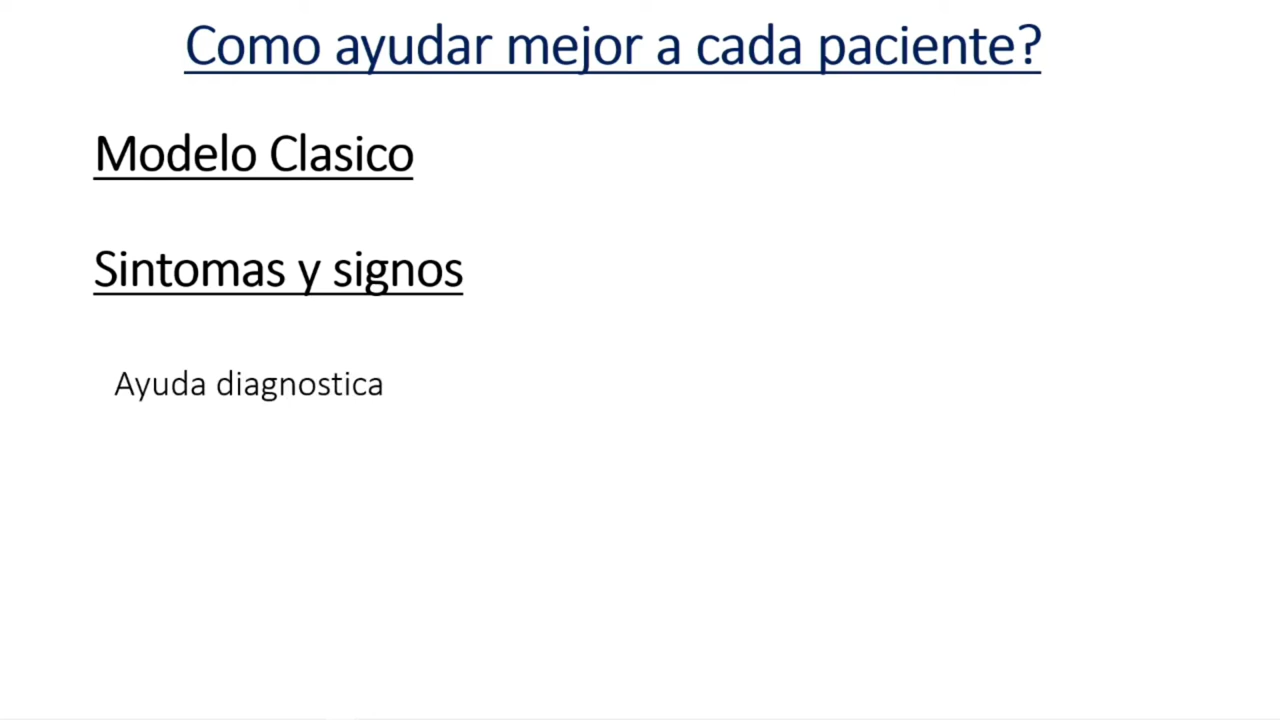 Como ayudar mejor a cada paciente?
Modelo Clasico
Sintomas y signos
Ayuda diagnostica